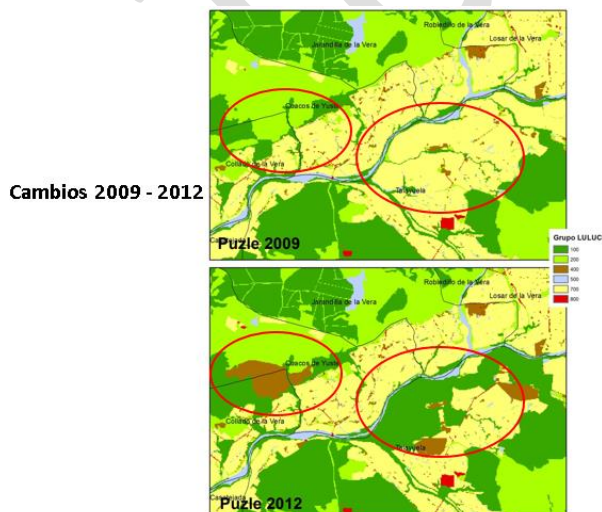 Robledillo de la Vera
Losar de la Vera
Jarandilla de la Vera
Cuacos de Yuste
Collado de la Vera
Cambios 2009 - 2012
Puzle 2009
Grupo LULUC
100
200
400
500
700
800
Robledillo de la Vera
Losar de la Vera
Jarandilla de la Vera
Cuacos de Yuste
Collado de la Vera
Casatejada
Puzle 2012